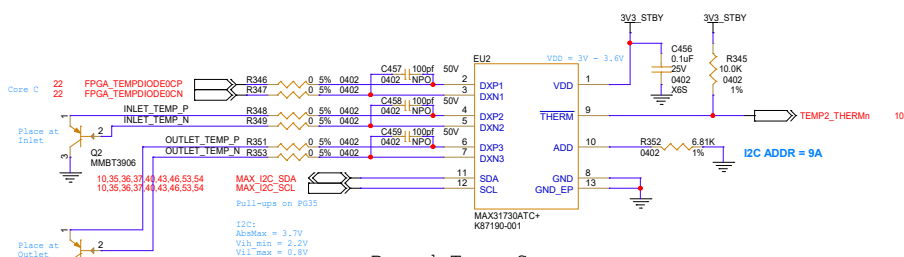 3V3_STBY 3V3_STBY
C457 100pf 50V
0402 NPO
EU2
VDD = 3V - 3.6V
C456
0.1uF
25V
0402
X6S
R345
10.0K
0402
1%
Core C 22 FPGA_TEMPDIODE0CP R346 0 5% 0402
22 FPGA_TEMPDIODE0CN R347 0 5% 0402
2 DXP1 VDD 1
3 DXN1
C458 100pf 50V
0402 NPO
INLET_TEMP_P R348 0 5% 0402 4 DXP2 THERM 9
INLET_TEMP_N R349 0 5% 0402 5 DXN2
TEMP2_THERMn 10
1
2
3
Place at
Inlet
Q2
MMBT3906
C459 100pf 50V
0402 NPO
OUTLET_TEMP_P R351 0 5% 0402 6 DXP3 ADD 10
OUTLET_TEMP_N R353 0 5% 0402 7 DXN3
R352 6.81K
0402 1%
I2C ADDR = 9A
10,35,36,37,40,43,46,53,54 MAX_I2C_SDA 11 SDA GND 8
10,35,36,37,40,43,46,53,54 MAX_I2C_SCL 12 SCL GND_EP 13
Pull-ups on PG35
MAX31730ATC+
K87190-001
I2C:
AbsMax = 3.7V
Vih_min = 2.2V
Vil_max = 0.8V
1
2
Place at
Outlet